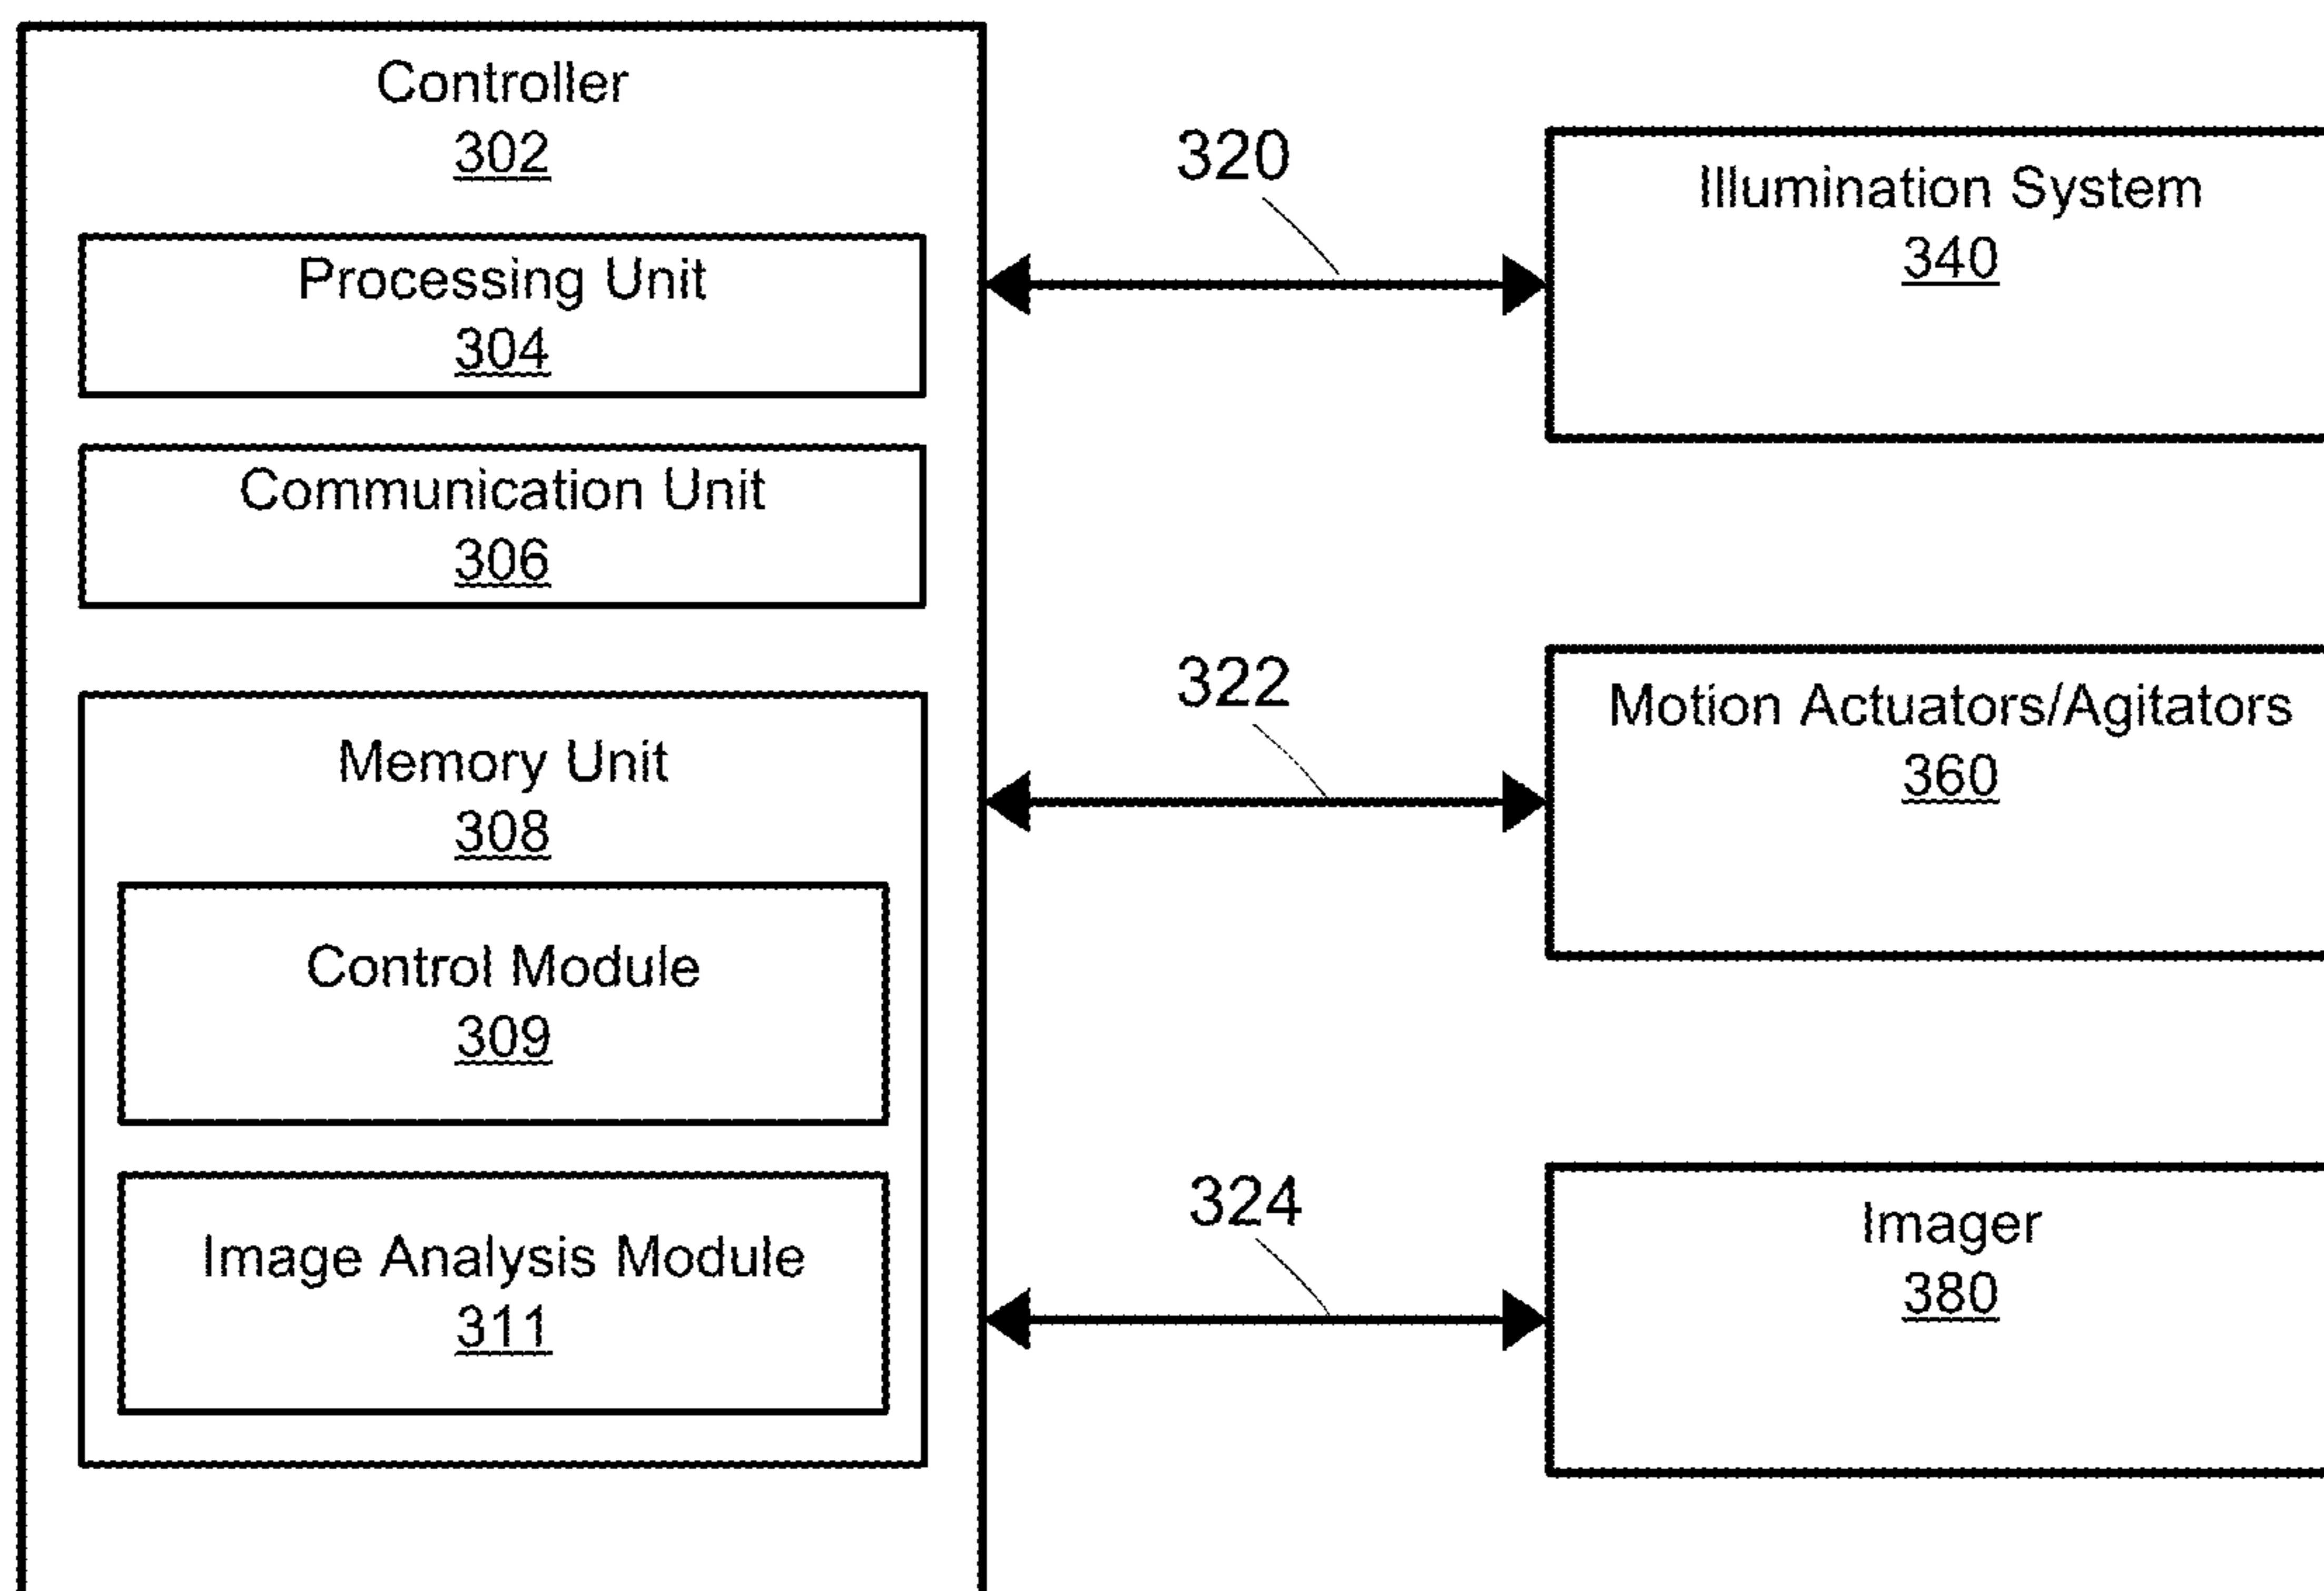 Controller
302
Processing Unit
304
Communication Unit
306
Memory Unit
308
Control Module
309
Image Analysis Module
311
320
322
324
Illumination System
340
Motion Actuators/Agitators
360
Imager
380